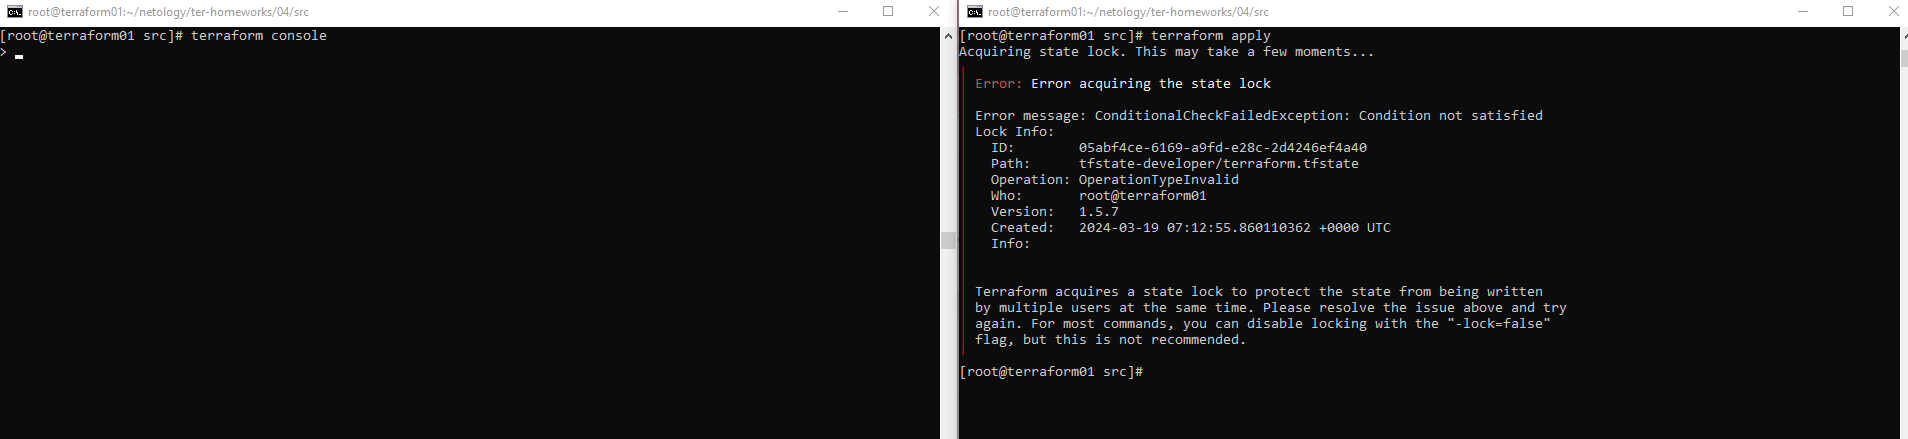 root@terraform01:~/netology/ter-homeworks/04/src
[root@terraform01 src]# terraform console
>
root@terraform01:~/netology/ter-homeworks/04/src
[root@terraform01 src]# terraform apply
Acquiring state lock. This may take a few moments...
Error: Error acquiring the state lock
Error message: ConditionalCheckFailedException: Condition not satisfied
Lock Info:
ID:        05abf4ce-6169-a9fd-e28c-2d4246ef4a40
Path:      tfstate-developer/terraform.tfstate
Operation: OperationTypeInvalid
Who:       root@terraform01
Version:   1.5.7
Created:   2024-03-19 07:12:55.860110362 +0000 UTC
Info:
Terraform acquires a state lock to protect the state from being written
by multiple users at the same time. Please resolve the issue above and try
again. For most commands, you can disable locking with the "-lock=false"
flag, but this is not recommended.
[root@terraform01 src]#